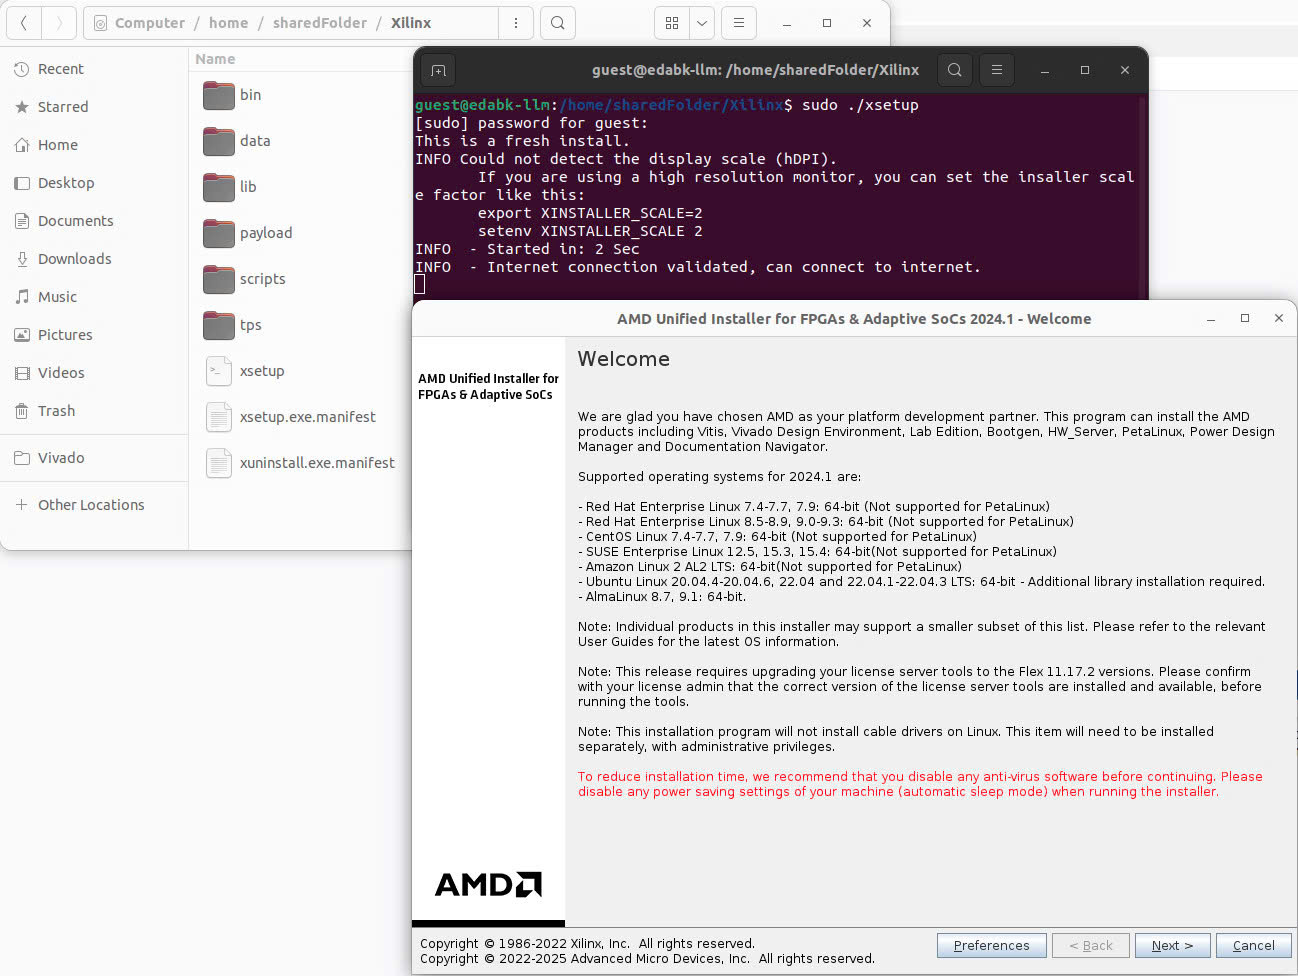 Computer / home / sharedFolder / Xilinx
Recent
Starred
Home
Desktop
Documents
Downloads
Music
Pictures
Videos
Trash
Vivado
Other Locations
Name
bin
data
lib
payload
scripts
tps
xsetup
xsetup.exe.manifest
xuninstall.exe.manifest
guest@edabk-llm: /home/sharedFolder/Xilinx
guest@edabk-llm:/home/sharedFolder/Xilinx$ sudo ./xsetup
[sudo] password for guest:
This is a fresh install.
INFO Could not detect the display scale (hDPI).
If you are using a high resolution monitor, you can set the insaller scal
e factor like this:
export XINSTALLER_SCALE=2
setenv XINSTALLER_SCALE 2
INFO  - Started in: 2 Sec
INFO  - Internet connection validated, can connect to internet.
AMD Unified Installer for FPGAs & Adaptive SoCs 2024.1 - Welcome
AMD Unified Installer for
FPGAs & Adaptive SoCs
AMD
Welcome
We are glad you have chosen AMD as your platform development partner. This program can install the AMD
products including Vitis, Vivado Design Environment, Lab Edition, Bootgen, HW_Server, PetaLinux, Power Design
Manager and Documentation Navigator.
Supported operating systems for 2024.1 are:
- Red Hat Enterprise Linux 7.4-7.7, 7.9: 64-bit (Not supported for PetaLinux)
- Red Hat Enterprise Linux 8.5-8.9, 9.0-9.3: 64-bit (Not supported for PetaLinux)
- CentOS Linux 7.4-7.7, 7.9: 64-bit (Not supported for PetaLinux)
- SUSE Enterprise Linux 12.5, 15.3, 15.4: 64-bit(Not supported for PetaLinux)
- Amazon Linux 2 AL2 LTS: 64-bit(Not supported for PetaLinux)
- Ubuntu Linux 20.04.4-20.04.6, 22.04 and 22.04.1-22.04.3 LTS: 64-bit - Additional library installation required.
- AlmaLinux 8.7, 9.1: 64-bit.
Note: Individual products in this installer may support a smaller subset of this list. Please refer to the relevant
User Guides for the latest OS information.
Note: This release requires upgrading your license server tools to the Flex 11.17.2 versions. Please confirm
with your license admin that the correct version of the license server tools are installed and available, before
running the tools.
Note: This installation program will not install cable drivers on Linux. This item will need to be installed
separately, with administrative privileges.
To reduce installation time, we recommend that you disable any anti-virus software before continuing. Please
disable any power saving settings of your machine (automatic sleep mode) when running the installer.
Copyright © 1986-2022 Xilinx, Inc.  All rights reserved.
Copyright © 2022-2025 Advanced Micro Devices, Inc.  All rights reserved.
Preferences
< Back
Next >
Cancel